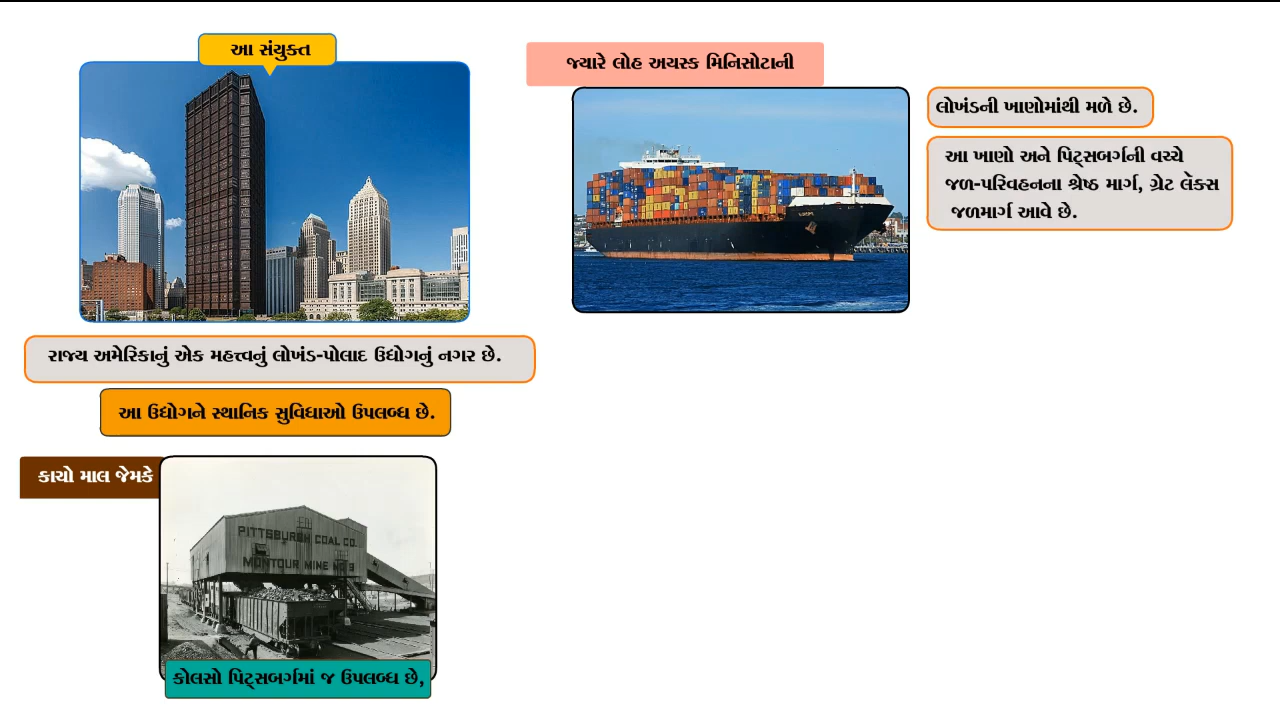 આ સંયુક્ત
રાજ્ય અમેરિકાનું એક મહત્ત્વનું લોખંડ-પોલાદ ઉદ્યોગનું નગર છે.
આ ઉદ્યોગને સ્થાનિક સુવિધાઓ ઉપલબ્ધ છે.
કાચો માલ જેમકે
PITTSBURGH COAL CO.
MONTOUR MINE NO 9
કોલસો પિટ્સબર્ગમાં જ ઉપલબ્ધ છે,
જ્યારે લોહ અયસ્ક મિનિસોટાની
લોખંડની ખાણોમાંથી મળે છે.
આ ખાણો અને પિટ્સબર્ગની વચ્ચે
જળ-પરિવહનના શ્રેષ્ઠ માર્ગ, ગ્રેટ લેક્સ
જળમાર્ગ આવે છે.